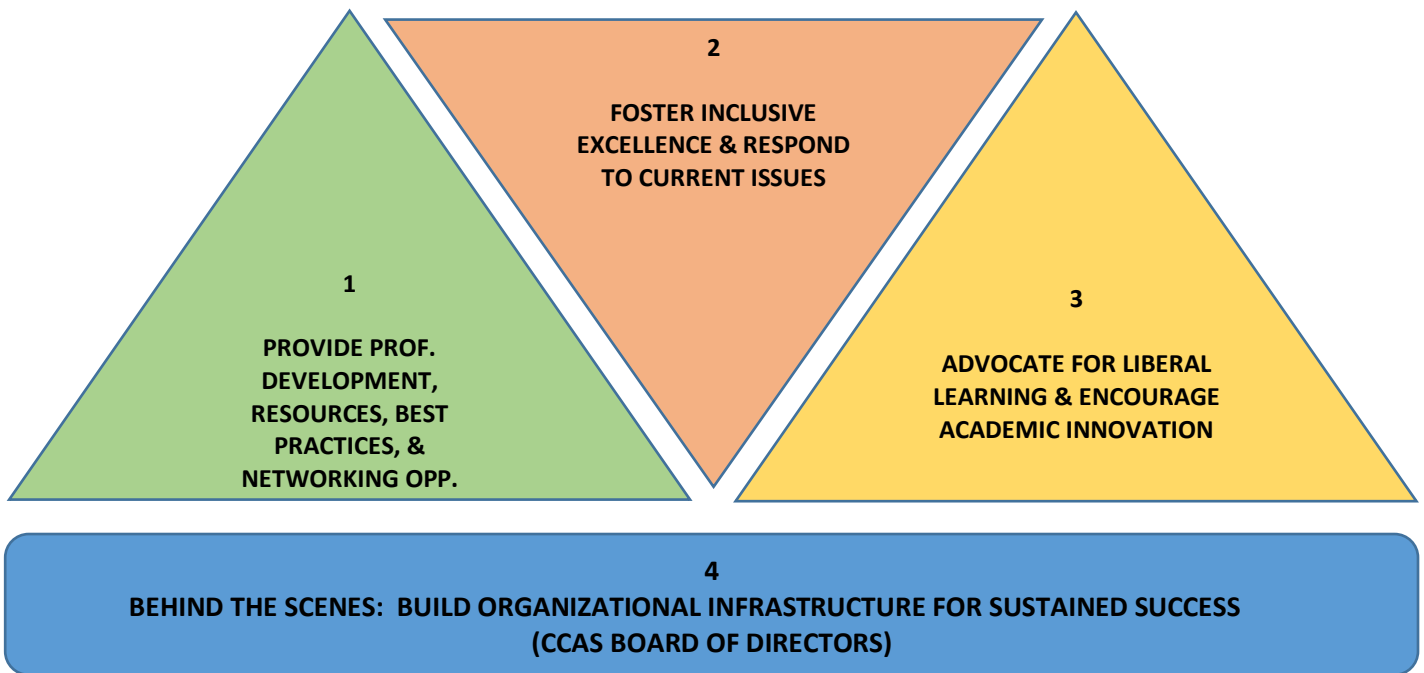 1
PROVIDE PROF.
DEVELOPMENT,
RESOURCES, BEST
PRACTICES, &
NETWORKING OPP.
2
FOSTER INCLUSIVE
EXCELLENCE & RESPOND
TO CURRENT ISSUES
3
ADVOCATE FOR LIBERAL
LEARNING & ENCOURAGE
ACADEMIC INNOVATION
4
BEHIND THE SCENES:  BUILD ORGANIZATIONAL INFRASTRUCTURE FOR SUSTAINED SUCCESS
(CCAS BOARD OF DIRECTORS)